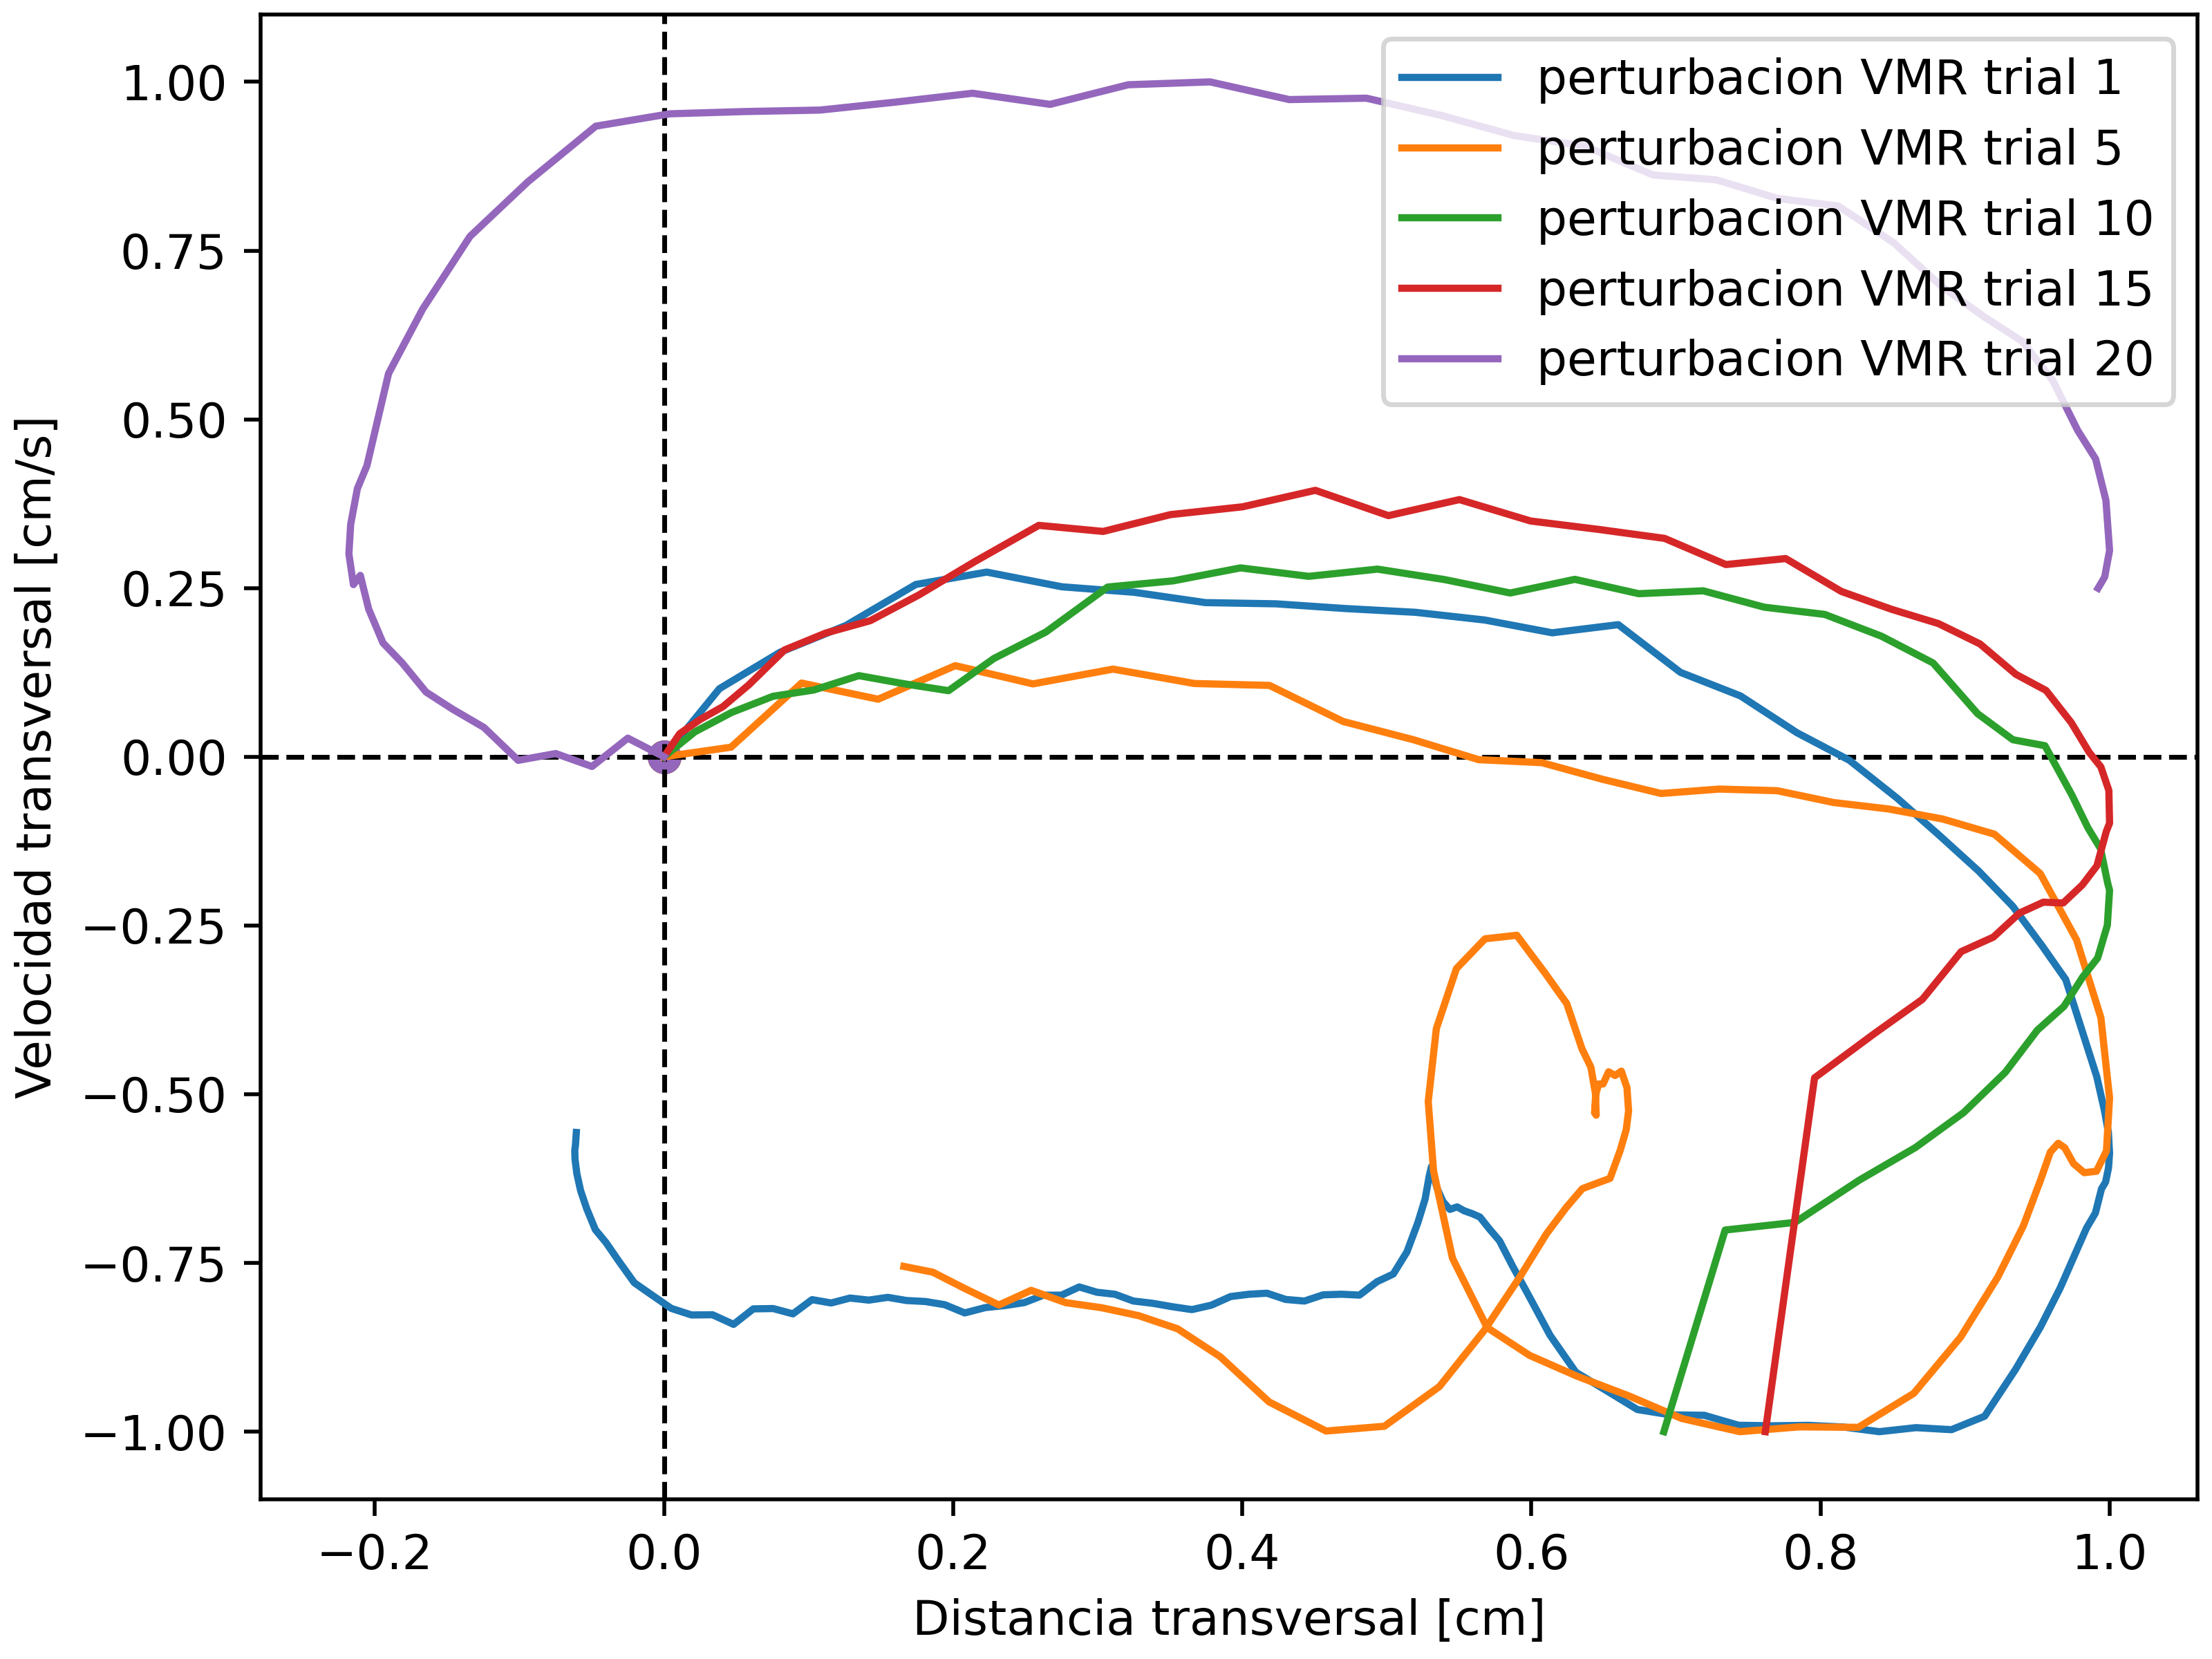 perturbacion VMR trial 1
perturbacion VMR trial 5
perturbacion VMR trial 10
perturbacion VMR trial 15
perturbacion VMR trial 20
Velocidad transversal [cm/s]
1.00
0.75
0.50
0.25
0.00
−0.25
−0.50
−0.75
−1.00
−0.2 0.0 0.2 0.4 0.6 0.8 1.0
Distancia transversal [cm]